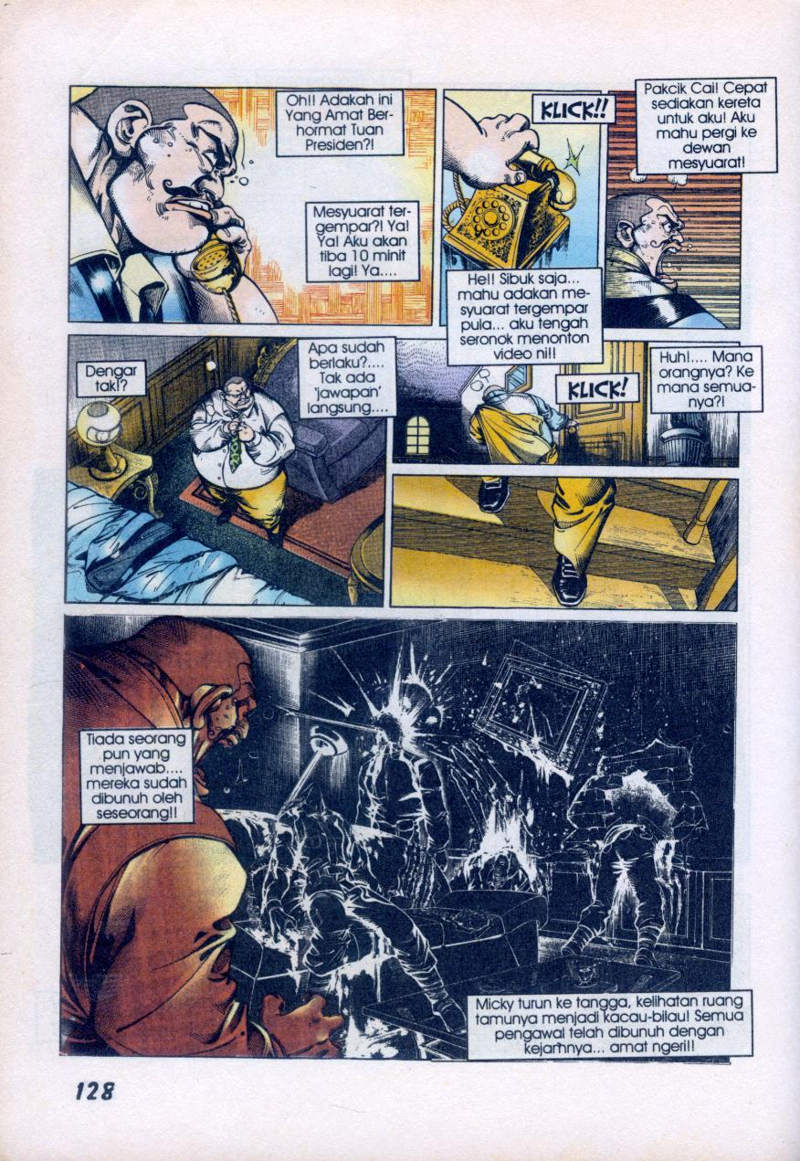 Oh!! Adakah ini
Yang Amat Ber-
hormat Tuan
Presiden?!
Mesyuarat ter-
gempar?! Ya!
Ya! Aku akan
tiba 10 minit
lagi! Ya....
KLICK!!
He!! Sibuk saja...
mahu adakan me-
syuarat tergempar
pula... aku tengah
seronok menonton
video ni!!
Pakcik Cai! Cepat
sediakan kereta
untuk aku! Aku
mahu pergi ke
dewan
mesyuarat!
Dengar
tak!?
Apa sudah
berlaku?....
Tak ada
'jawapan'
langsung....
KLICK!
Huh!.... Mana
orangnya? Ke
mana semua-
nya?!
Tiada seorang
pun yang
menjawab....
mereka sudah
dibunuh oleh
seseorang!!
Micky turun ke tangga, kelihatan ruang
tamunya menjadi kacau-bilau! Semua
pengawal telah dibunuh dengan
kejamnya... amat ngeri!!
128